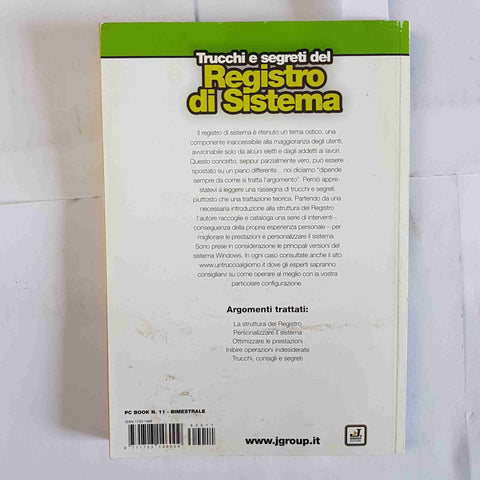 Trucchi e segreti del
Registro
di Sistema
Il registro di sistema è ritenuto un tema ostico, una
componente inaccessibile alla maggioranza degli utenti,
avvicinabile solo da alcuni eletti e dagli addetti ai lavori.
Questo concetto, seppur parzialmente vero, può essere
spostato su un piano differente... noi diciamo "dipende
sempre da come si tratta l'argomento". Perciò appre-
statevi a leggere una rassegna di trucchi e segreti
piuttosto che una trattazione teorica. Partendo da una
necessaria introduzione alla struttura del Registro
l'autore raccoglie e cataloga una serie di interventi –
conseguenza della propria esperienza personale – per
migliorare le prestazioni e personalizzare il sistema.
Sono prese in considerazione le principali versioni del
sistema Windows. In ogni caso consultate anche il sito
www.untruccoalgiorno.it dove gli esperti sapranno
consigliarvi su come operare al meglio con la vostra
particolare configurazione.
Argomenti trattati:
La struttura del Registro
Personalizzare il sistema
Ottimizzare le prestazioni
Inibire operazioni indesiderate
Trucchi, consigli e segreti
PC BOOK N. 11 - BIMESTRALE
www.jgroup.it